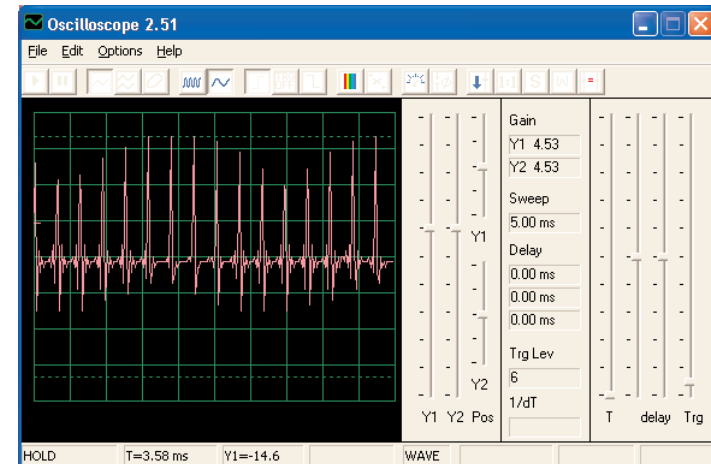 Oscilloscope 2.51
File Edit Options Help
1:1 S W =
Gain
Y1 4.53
Y2 4.53
Sweep
5.00 ms
Y1
Delay
0.00 ms
0.00 ms
0.00 ms
Trg Lev
6
Y2
1/dT
Y1 Y2 Pos
T delay Trg
HOLD T=3.58 ms Y1=-14.6 WAVE